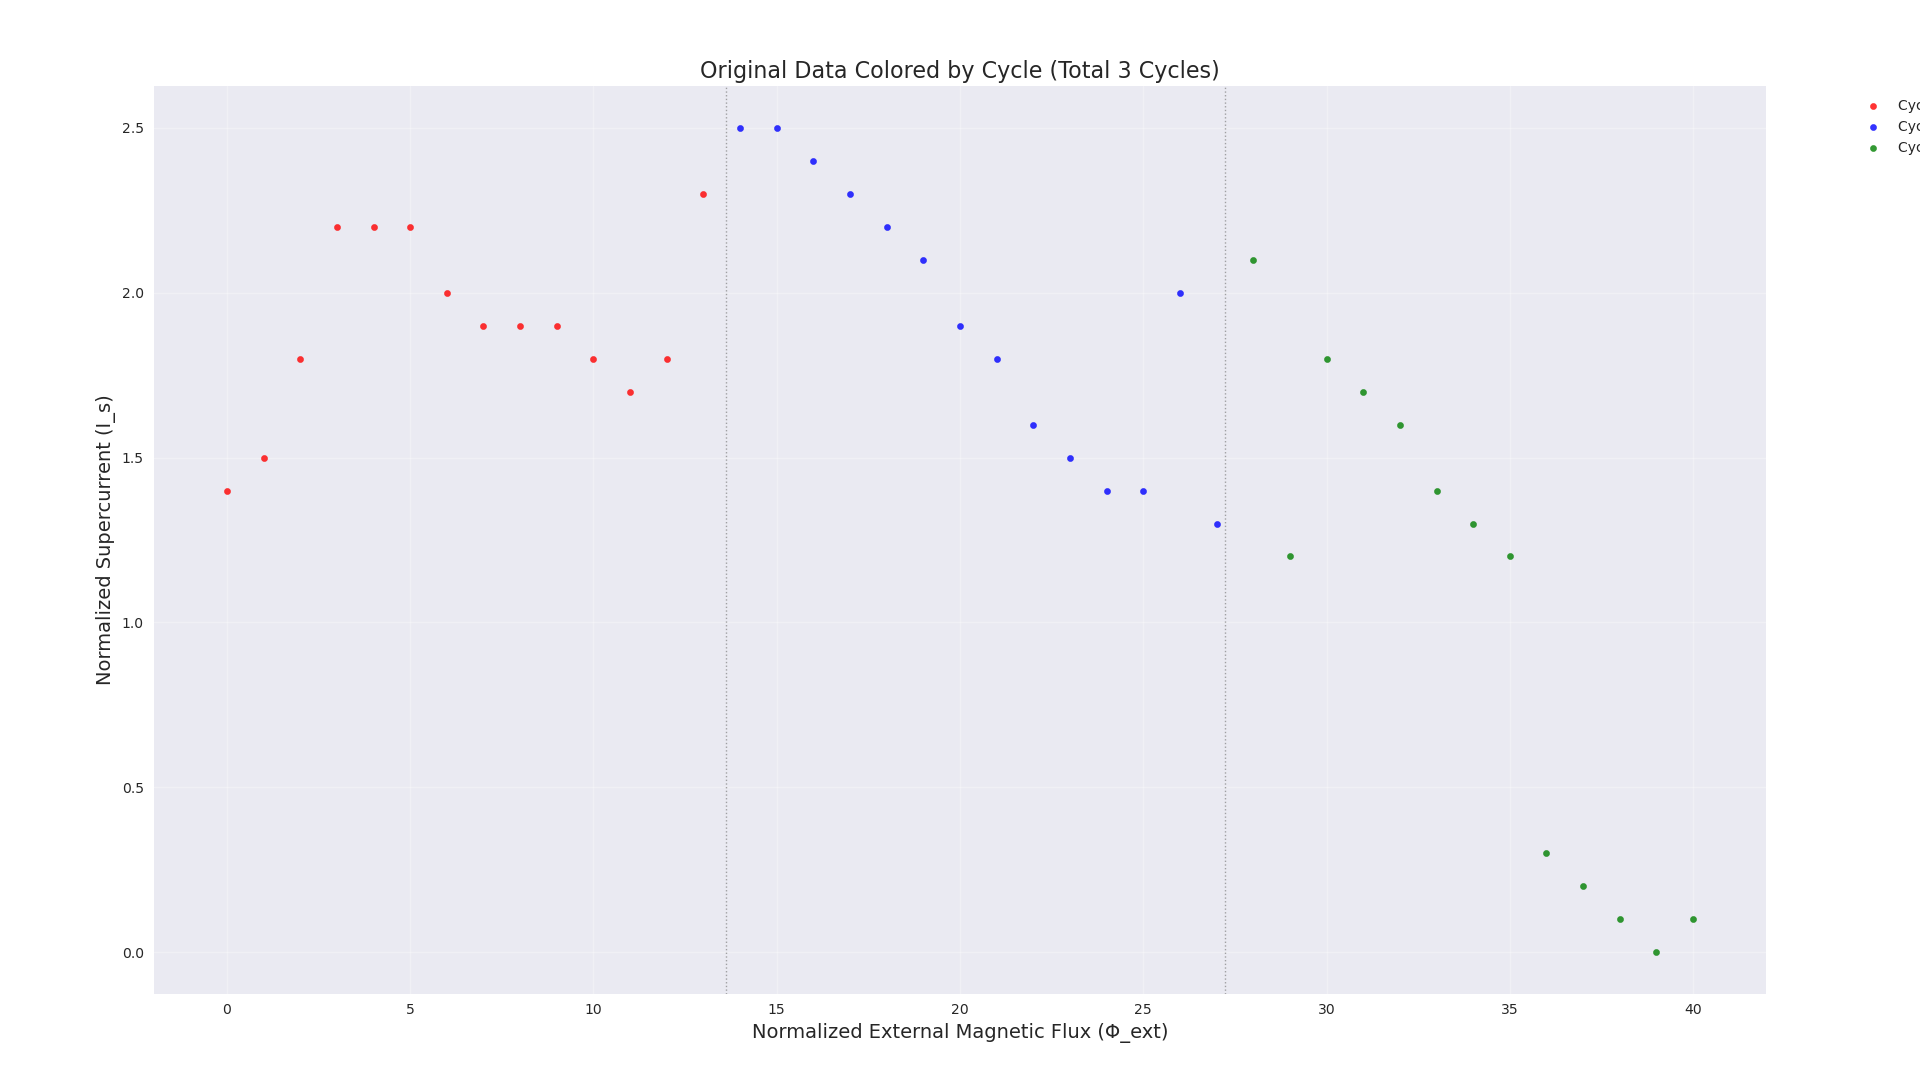 Original Data Colored by Cycle (Total 3 Cycles)
Cyc
Cyc
Cyc
2.5
2.0
1.5
1.0
0.5
0.0
Normalized Supercurrent (I_s)
0 5 10 15 20 25 30 35 40
Normalized External Magnetic Flux (Φ_ext)